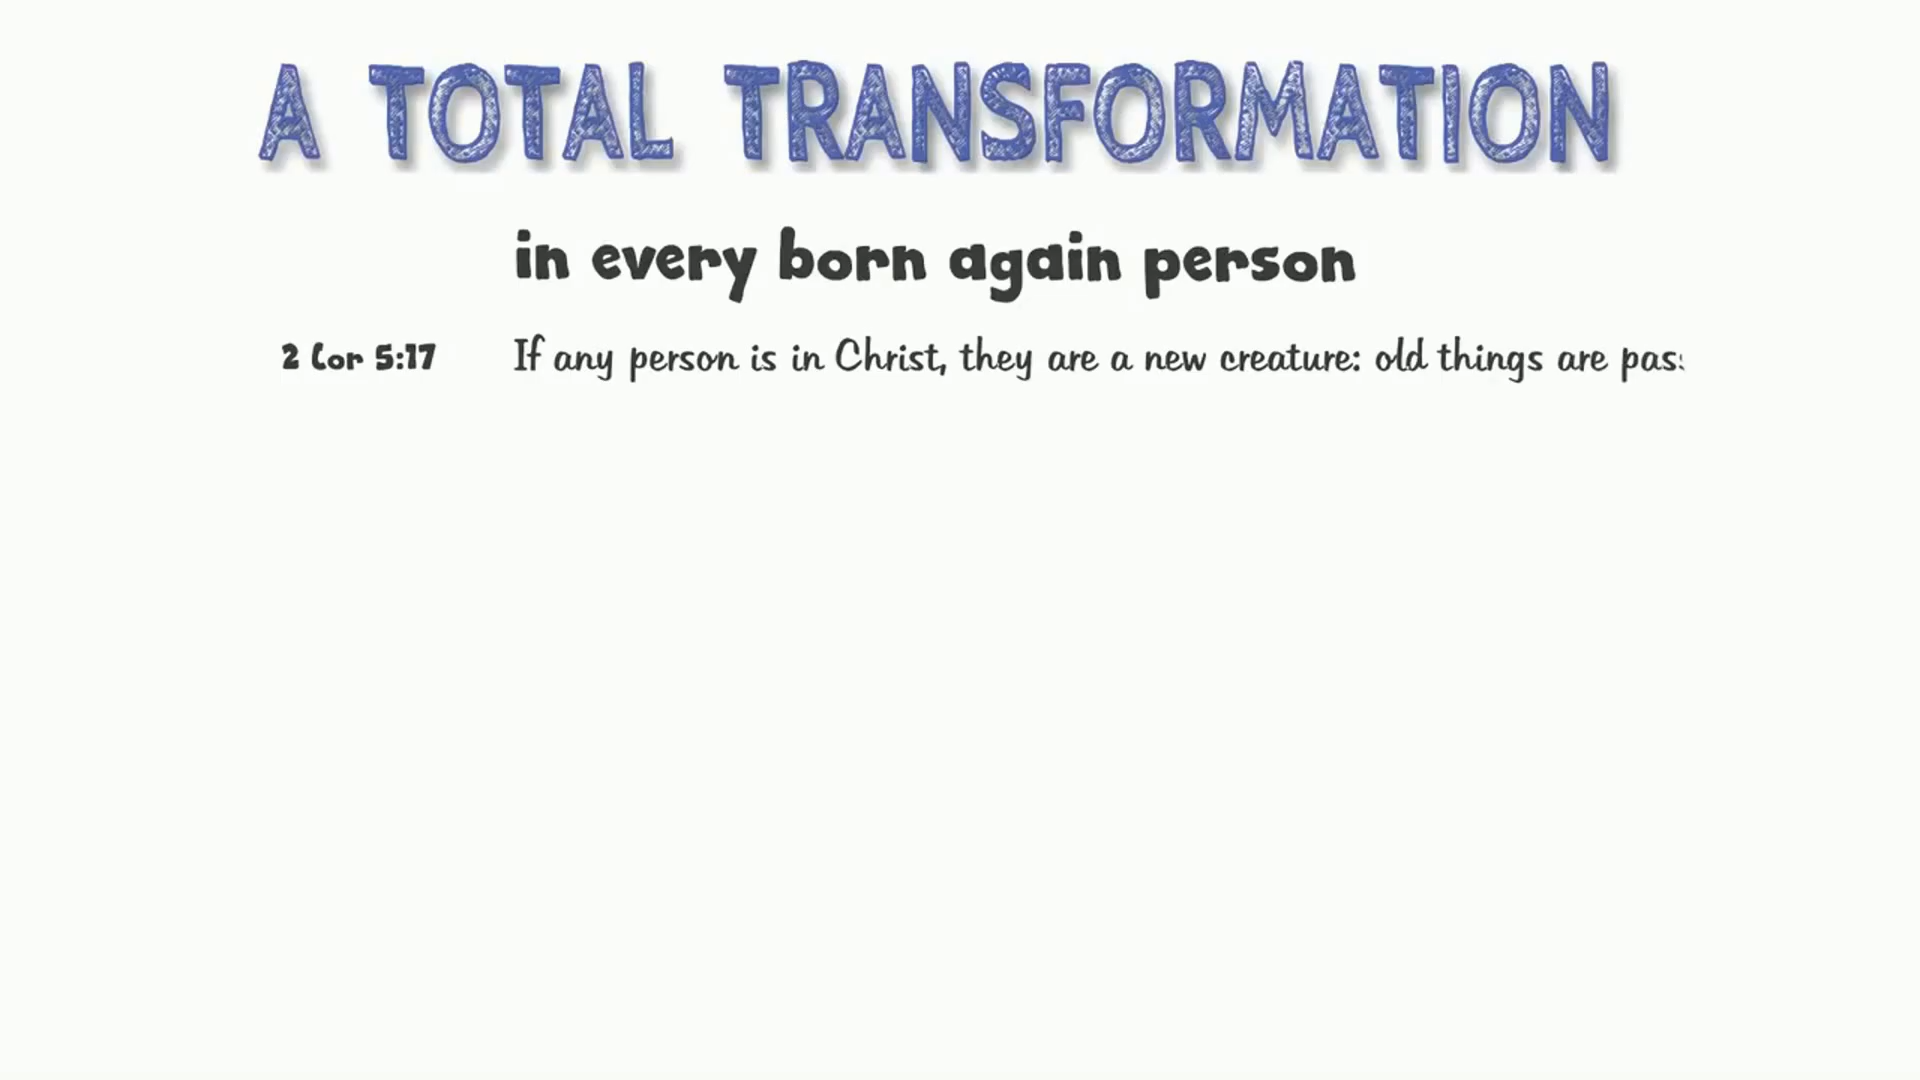 A TOTAL TRANSFORMATION
in every born again person
2 Cor 5:17 If any person is in Christ, they are a new creature: old things are pas